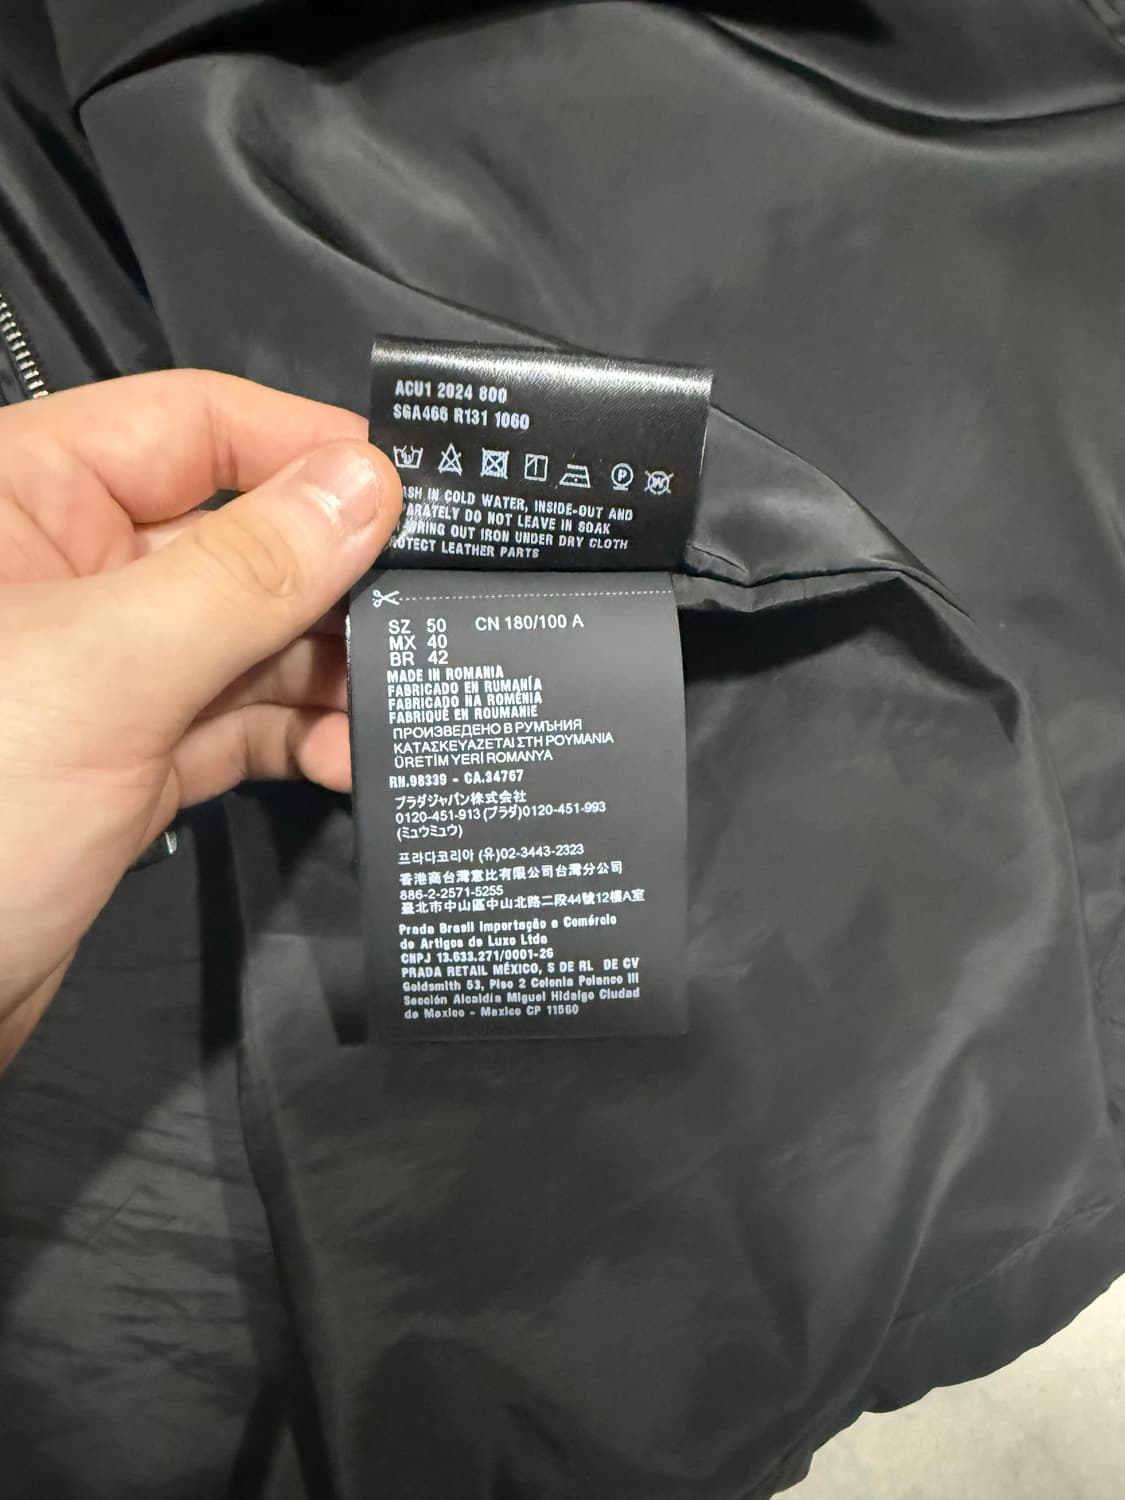 ACU1 2024 800
SGA466 R131 1060
P W
ASH IN COLD WATER, INSIDE-OUT AND
PARATELY DO NOT LEAVE IN SOAK
WRING OUT IRON UNDER DRY CLOTH
OTECT LEATHER PARTS
SZ 50 CN 180/100 A
MX 40
BR 42
MADE IN ROMANIA
FABRICADO EN RUMANÍA
FABRICADO NA ROMÊNIA
FABRIQUÉ EN ROUMANIE
ПРОИЗВЕДЕНО В РУМЪНИЯ
ΚΑΤΑΣΚΕΥΑΖΕΤΑΙ ΣΤΗ ΡΟΥΜΑΝΙΑ
ÜRETİM YERİ ROMANYA
RN.98339 - CA.34767
プラダジャパン株式会社
0120-451-913 (プラダ)0120-451-993
(ミュウミュウ)
프라다코리아 (유)02-3443-2323
香港商台灣意比有限公司台灣分公司
886-2-2571-5255
臺北市中山區中山北路二段44號12樓A室
Prada Brasil Importação e Comércio
de Artigos de Luxo Ltda
CNPJ 13.633.271/0001-26
PRADA RETAIL MÉXICO, S DE RL DE CV
Goldsmith 53, Piso 2 Colonia Polanco III
Sección Alcaldía Miguel Hidalgo Ciudad
de Mexico - Mexico CP 11560